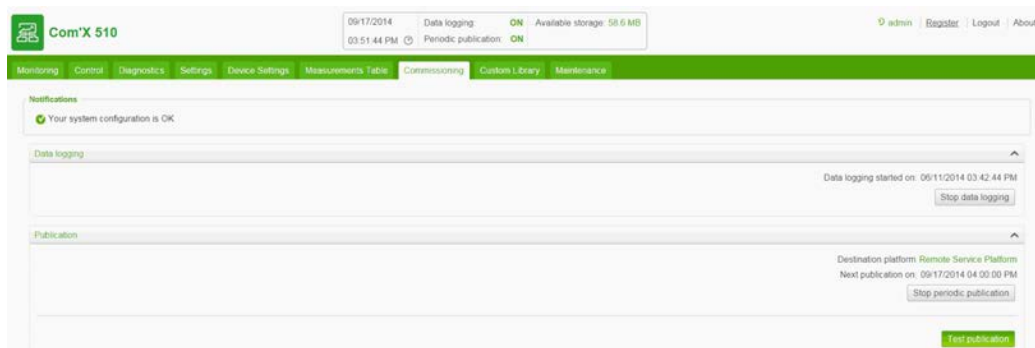 Com'X 510
09/17/2014 Data logging: ON Available storage: 58.6 MB
03:51:44 PM Periodic publication: ON
admin Register Logout About
Monitoring Control Diagnostics Settings Device Settings Measurements Table Commissioning Custom Library Maintenance
Notifications
Your system configuration is OK
Data logging
Data logging started on: 06/11/2014 03:42:44 PM
Stop data logging
Publication
Destination platform Remote Service Platform
Next publication on: 09/17/2014 04:00:00 PM
Stop periodic publication
Test publication